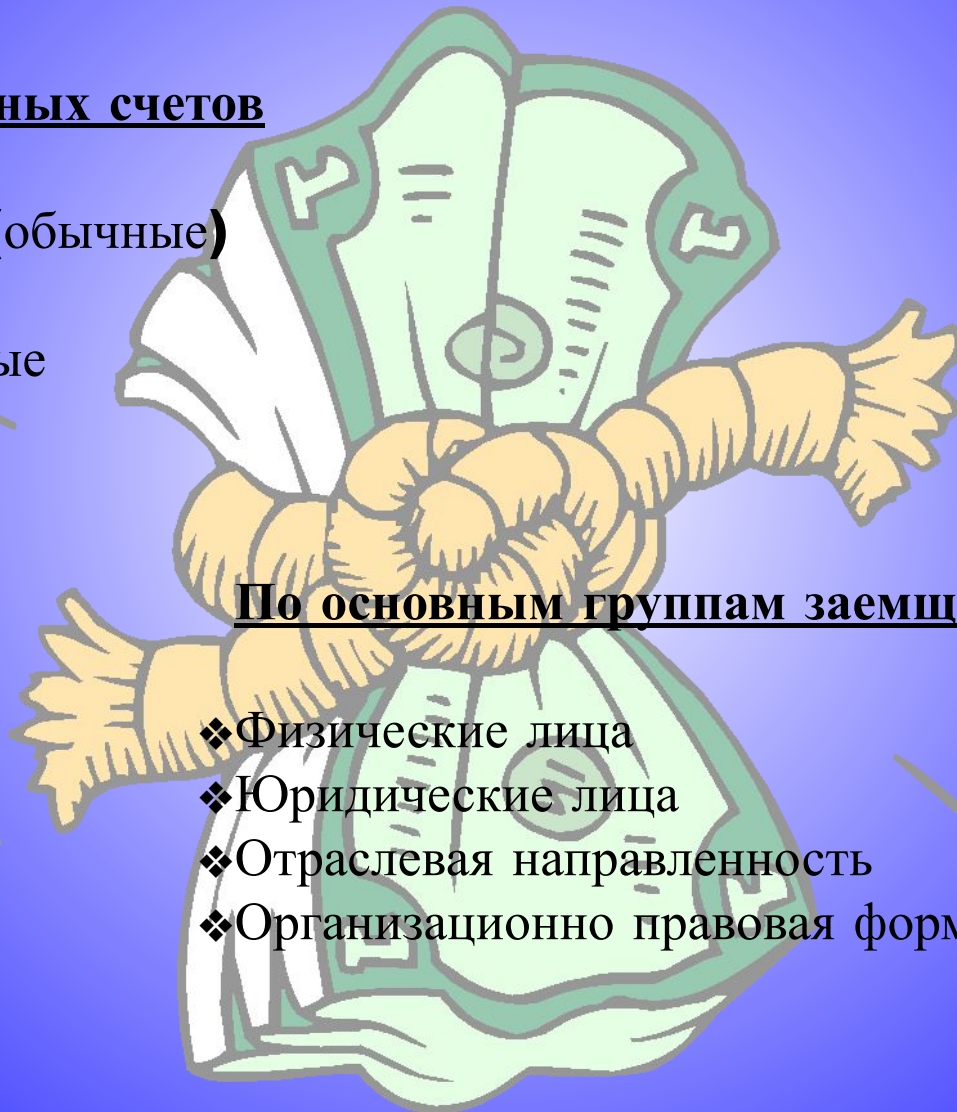 ных счетов
(обычные)
ые
По основным группам заемщ
❖Физические лица
❖Юридические лица
❖Отраслевая направленность
❖Организационно правовая форм